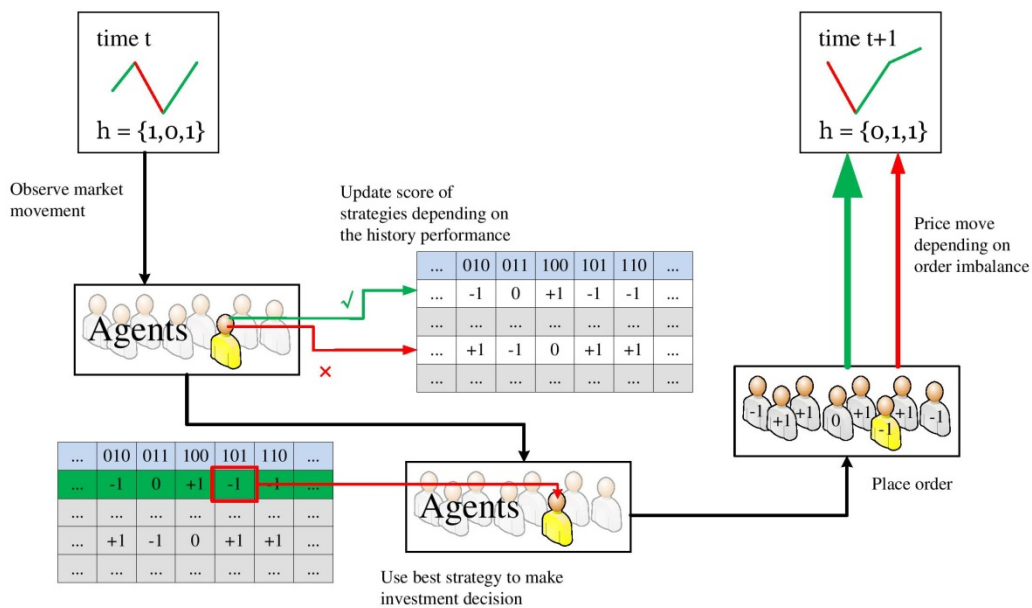 time t
h = {1,0,1}
Observe market
movement
Agents
Update score of
strategies depending on
the history performance
√
×
... 010 011 100 101 110 ...
... -1 0 +1 -1 -1 ...
... ... ... ... ... ... ...
... +1 -1 0 +1 +1 ...
... ... ... ... ... ... ...
... 010 011 100 101 110 ...
... -1 0 +1 -1 -1 ...
... ... ... ... ... ... ...
... +1 -1 0 +1 +1 ...
... ... ... ... ... ... ...
Agents
Use best strategy to make
investment decision
Place order
-1 +1 +1 0 +1 -1 +1 -1
Price move
depending on
order imbalance
time t+1
h = {0,1,1}